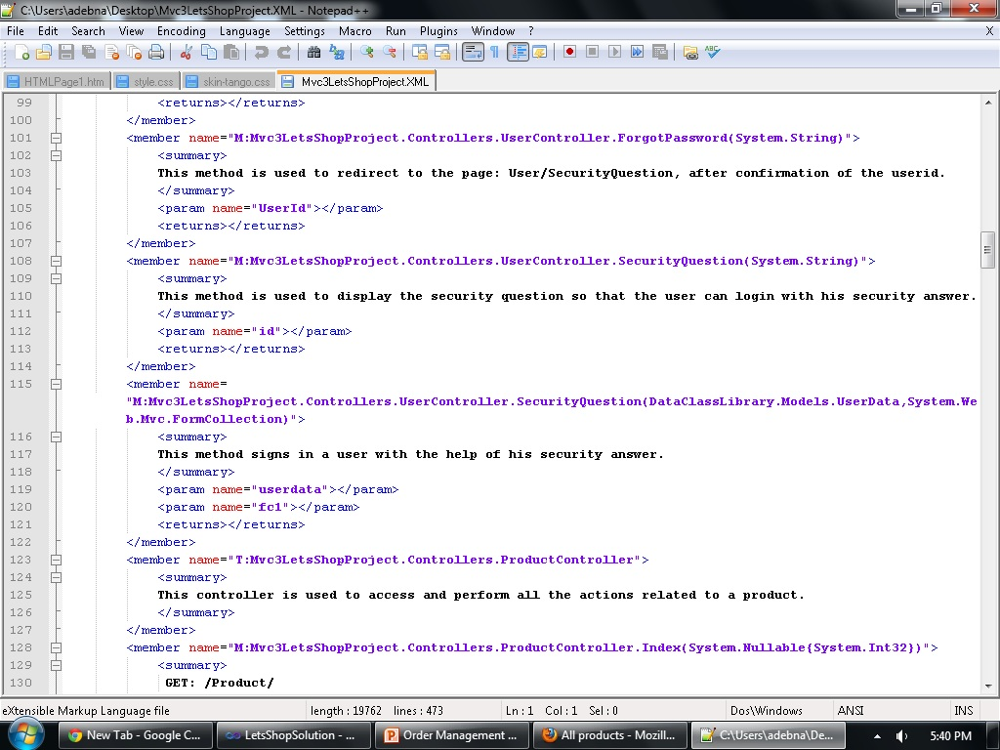 C:\Users\adebna\Desktop\Mvc3LetsShopProject.XML - Notepad++
File Edit Search View Encoding Language Settings Macro Run Plugins Window ? X
HTMLPage1.htm style.css skin-tango.css Mvc3LetsShopProject.XML
99 <returns></returns>
100 </member>
101 <member name="M:Mvc3LetsShopProject.Controllers.UserController.ForgotPassword(System.String)">
102 <summary>
103 This method is used to redirect to the page: User/SecurityQuestion, after confirmation of the userid.
104 </summary>
105 <param name="UserId"></param>
106 <returns></returns>
107 </member>
108 <member name="M:Mvc3LetsShopProject.Controllers.UserController.SecurityQuestion(System.String)">
109 <summary>
110 This method is used to display the security question so that the user can login with his security answer.
111 </summary>
112 <param name="id"></param>
113 <returns></returns>
114 </member>
115 <member name=
"M:Mvc3LetsShopProject.Controllers.UserController.SecurityQuestion(DataClassLibrary.Models.UserData,System.We
b.Mvc.FormCollection)">
116 <summary>
117 This method signs in a user with the help of his security answer.
118 </summary>
119 <param name="userdata"></param>
120 <param name="fc1"></param>
121 <returns></returns>
122 </member>
123 <member name="T:Mvc3LetsShopProject.Controllers.ProductController">
124 <summary>
125 This controller is used to access and perform all the actions related to a product.
126 </summary>
127 </member>
128 <member name="M:Mvc3LetsShopProject.Controllers.ProductController.Index(System.Nullable{System.Int32})">
129 <summary>
130 GET: /Product/
eXtensible Markup Language file length : 19762 lines : 473 Ln : 1 Col : 1 Sel : 0 Dos\Windows ANSI INS
New Tab - Google C... LetsShopSolution - ... Order Management ... All products - Mozill... C:\Users\adebna\De... 5:40 PM